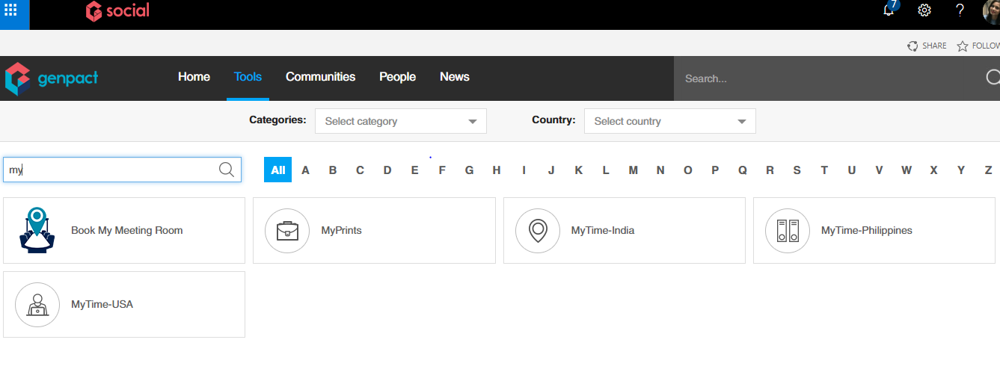 social
7
SHARE
FOLLOW
genpact
Home
Tools
Communities
People
News
Search...
Categories:
Select category
Country:
Select country
my
All A B C D E F G H I J K L M N O P Q R S T U V W X Y Z
Book My Meeting Room
MyPrints
MyTime-India
MyTime-Philippines
MyTime-USA